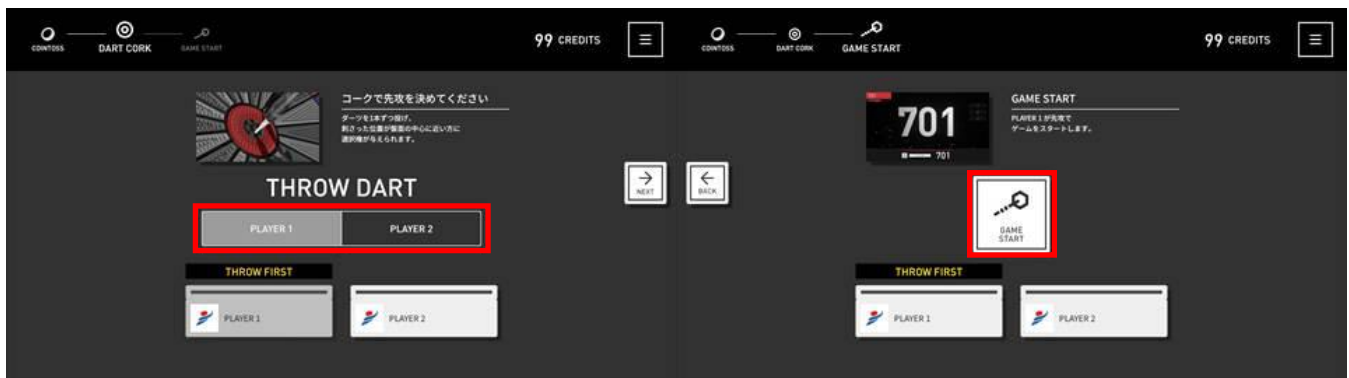 COINTOSS
DART CORK
GAME START
99 CREDITS
コークで先攻を決めてください
ダーツを1本ずつ投げ、
刺さった位置が盤面の中心に近い方に
選択権が与えられます。
THROW DART
PLAYER 1
PLAYER 2
NEXT
THROW FIRST
PLAYER 1
PLAYER 2
COINTOSS
DART CORK
GAME START
99 CREDITS
701
701
GAME START
PLAYER 1 が先攻で
ゲームをスタートします。
BACK
GAME
START
THROW FIRST
PLAYER 1
PLAYER 2